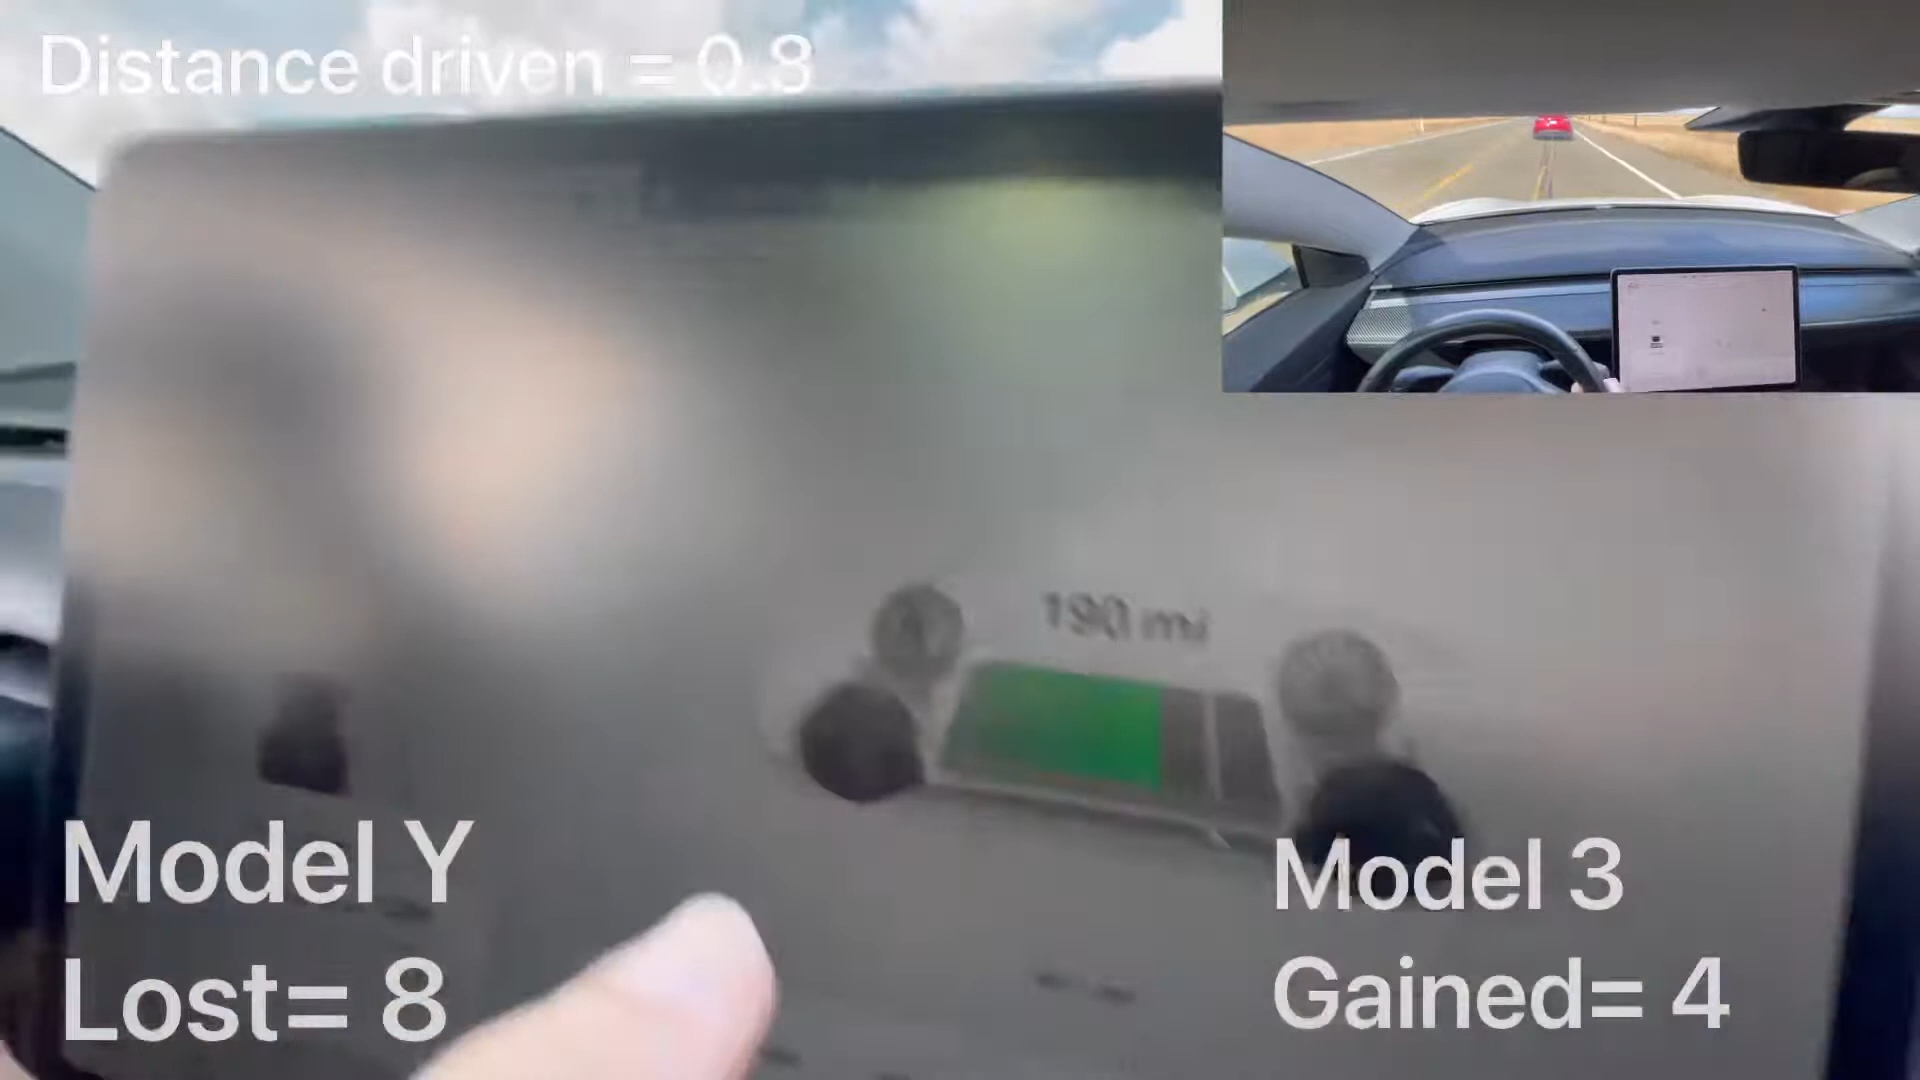 Distance driven = 0.8
190 mi
Model Y
Lost= 8
Model 3
Gained= 4